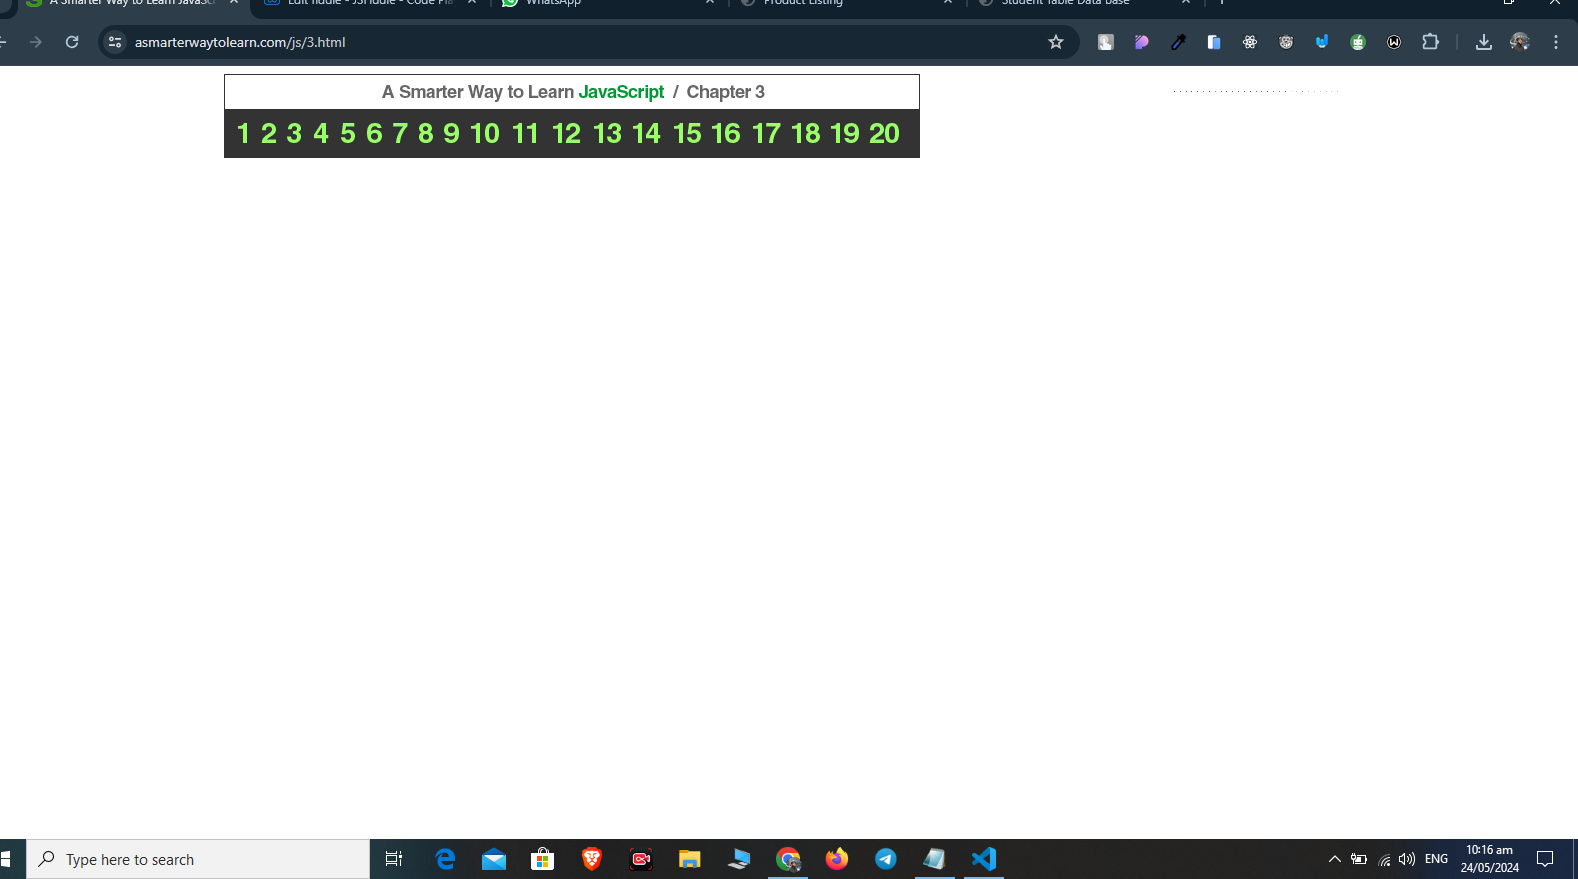 A Smarter Way to Learn JavaSc
Edit fiddle - JSFiddle - Code Pla
WhatsApp
Product Listing
Student Table Data Base
asmarterwaytolearn.com/js/3.html
A Smarter Way to Learn JavaScript / Chapter 3
1 2 3 4 5 6 7 8 9 10 11 12 13 14 15 16 17 18 19 20
Type here to search
ENG
10:16 am
24/05/2024